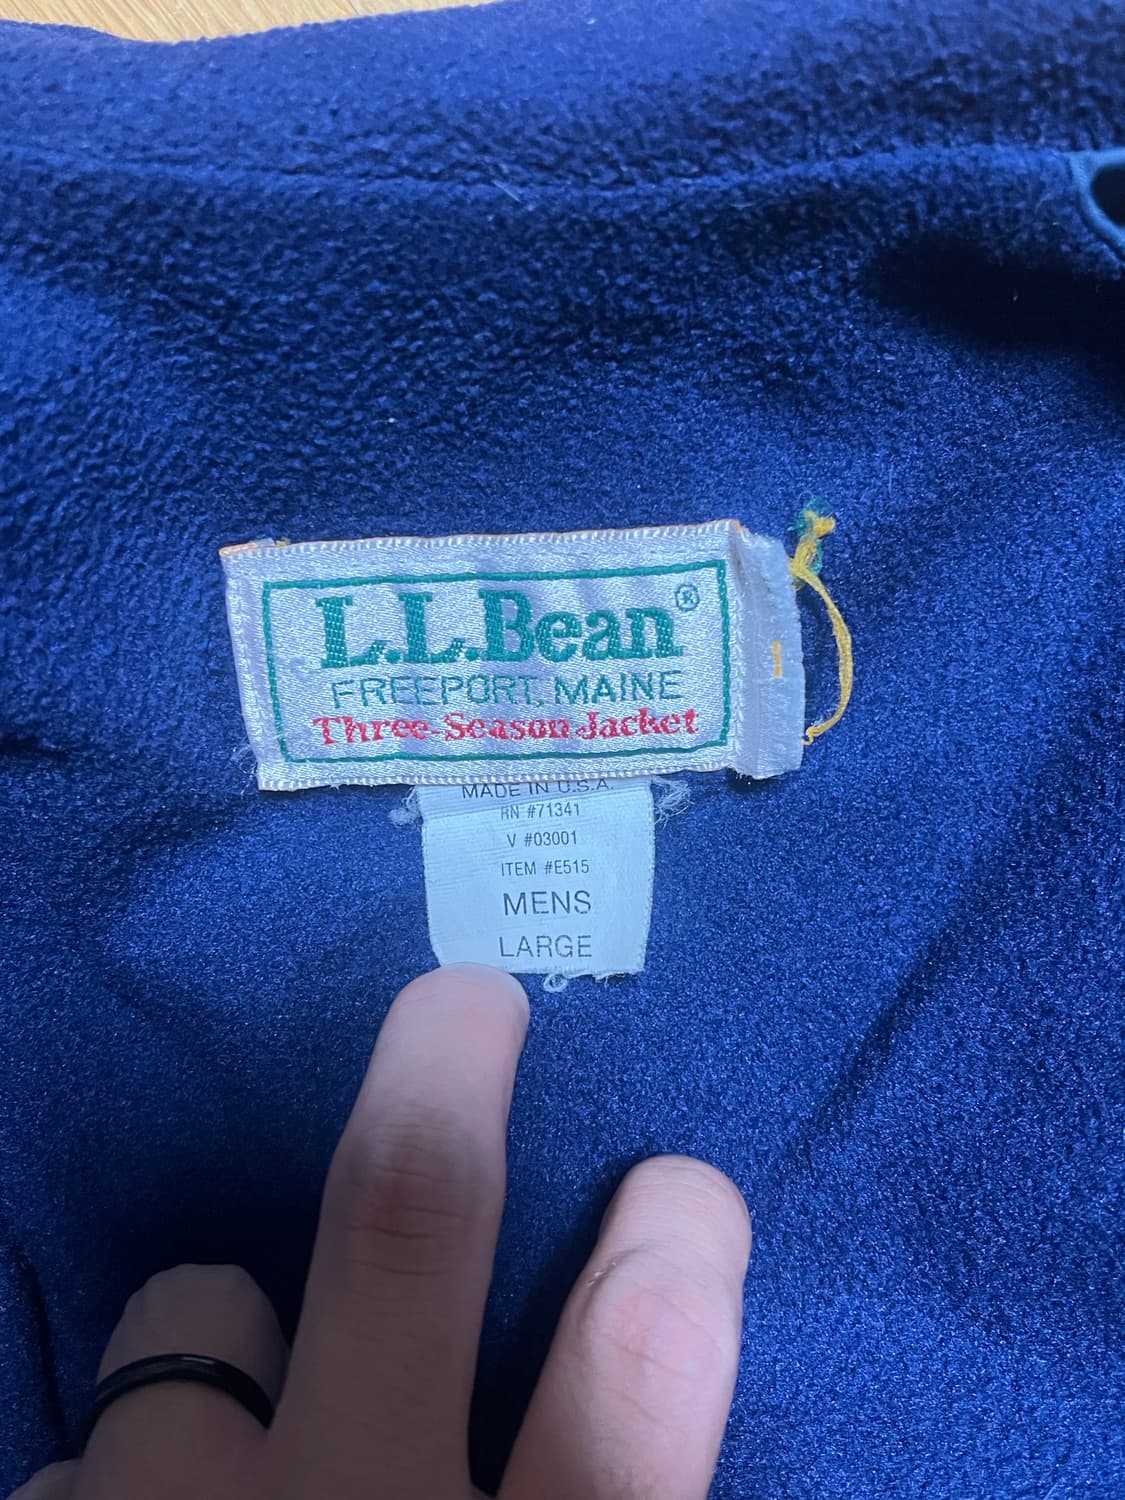 L.L.Bean®
FREEPORT, MAINE
Three-Season Jacket
MADE IN U.S.A.
RN #71341
V #03001
ITEM #E515
MENS
LARGE